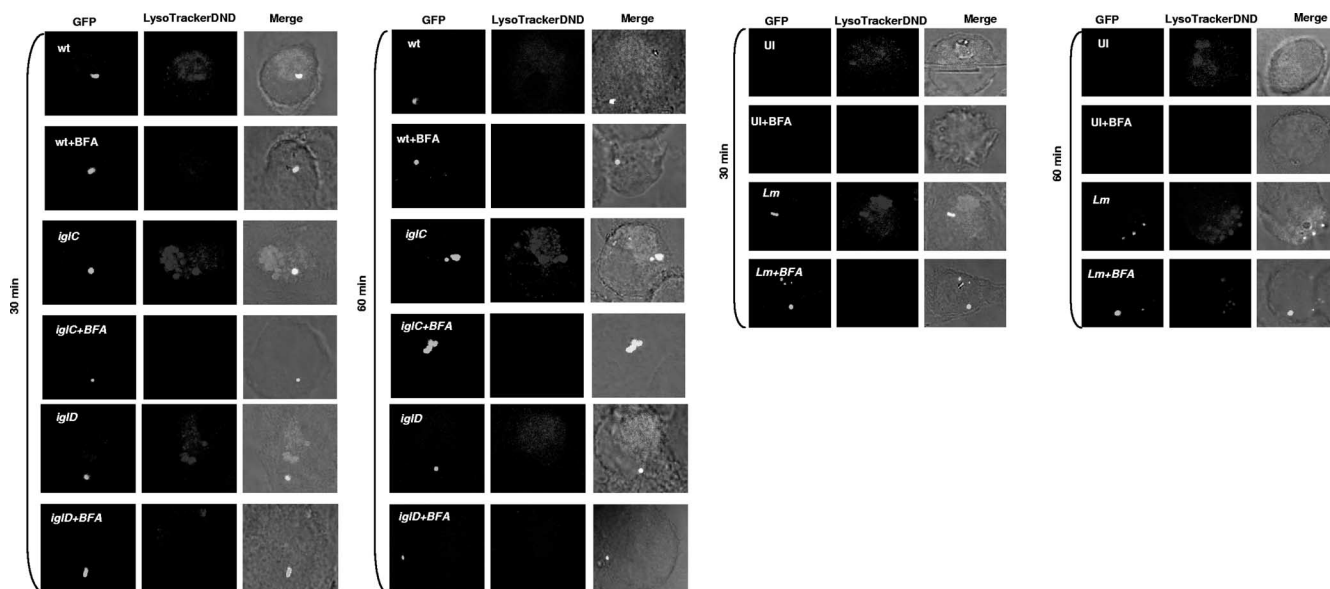 GFP LysoTrackerDND Merge
30 min
wt
wt+BFA
iglC
iglC+BFA
iglD
iglD+BFA
GFP LysoTrackerDND Merge
60 min
wt
wt+BFA
iglC
iglC+BFA
iglD
iglD+BFA
GFP LysoTrackerDND Merge
30 min
UI
UI+BFA
Lm
Lm+BFA
GFP LysoTrackerDND Merge
60 min
UI
UI+BFA
Lm
Lm+BFA